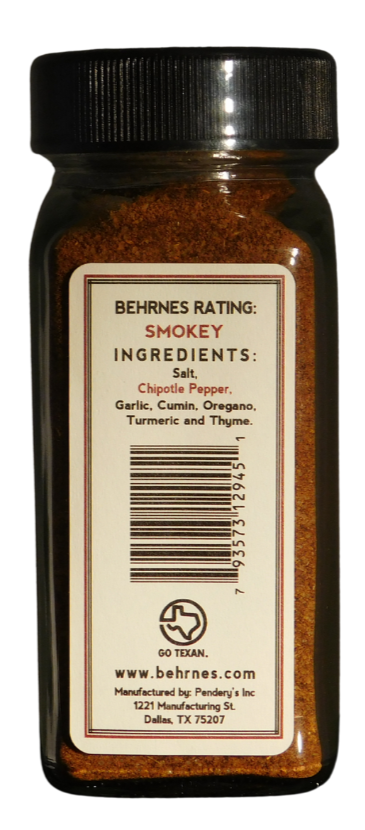 BEHRNES RATING:
SMOKEY
INGREDIENTS:
Salt,
Chipotle Pepper,
Garlic, Cumin, Oregano,
Turmeric and Thyme.
7 93573 12945 1
GO TEXAN.
www.behrnes.com
Manufactured by: Pendery's Inc
1221 Manufacturing St.
Dallas, TX 75207